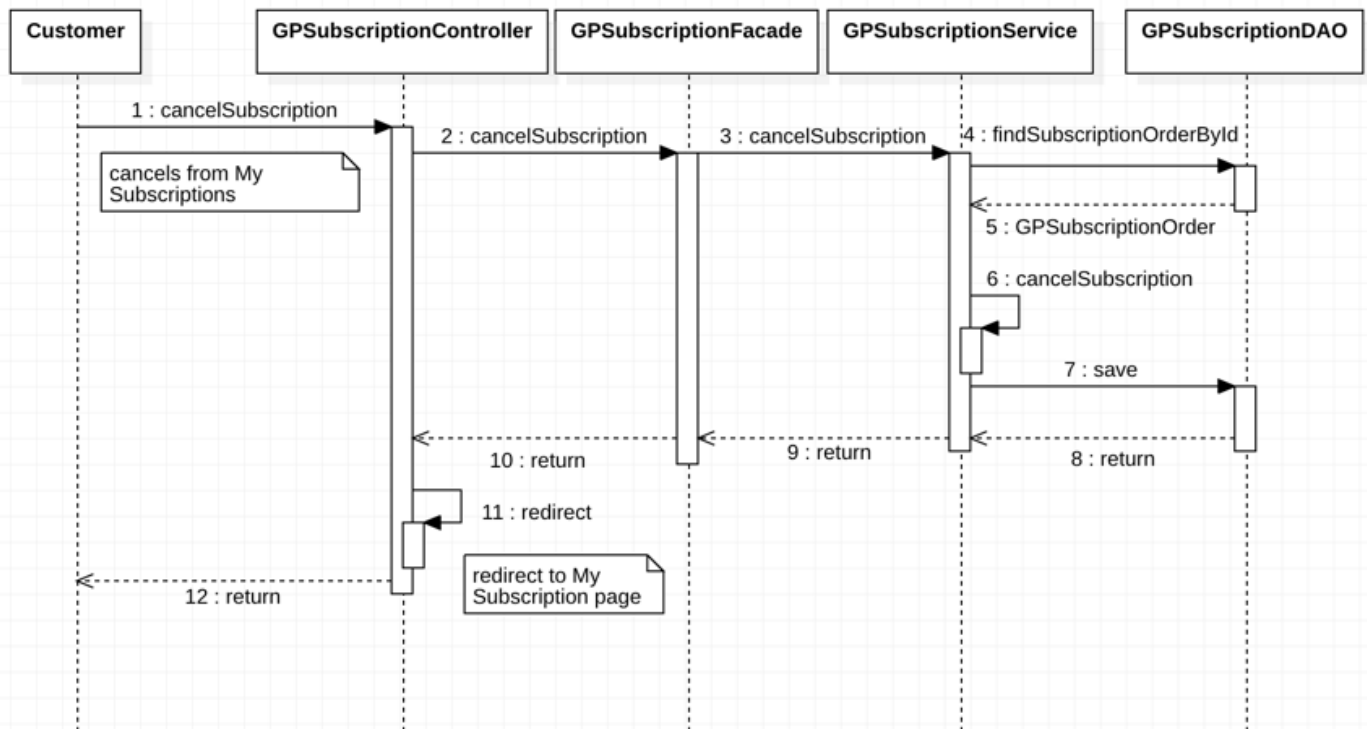 Customer
GPSubscriptionController
GPSubscriptionFacade
GPSubscriptionService
GPSubscriptionDAO
1 : cancelSubscription
2 : cancelSubscription
3 : cancelSubscription
4 : findSubscriptionOrderById
cancels from My
Subscriptions
5 : GPSubscriptionOrder
6 : cancelSubscription
7 : save
8 : return
9 : return
10 : return
11 : redirect
redirect to My
Subscription page
12 : return